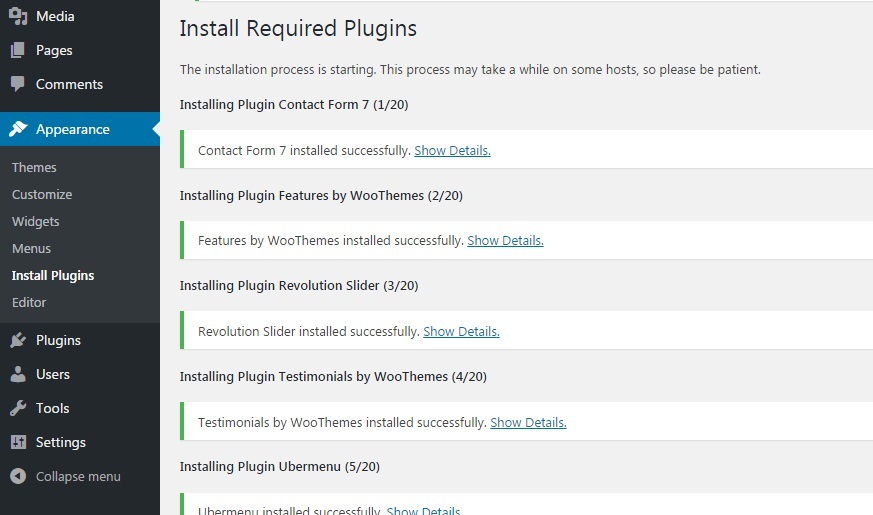 Media
Pages
Comments
Appearance
Themes
Customize
Widgets
Menus
Install Plugins
Editor
Plugins
Users
Tools
Settings
Collapse menu
Install Required Plugins
The installation process is starting. This process may take a while on some hosts, so please be patient.
Installing Plugin Contact Form 7 (1/20)
Contact Form 7 installed successfully. Show Details.
Installing Plugin Features by WooThemes (2/20)
Features by WooThemes installed successfully. Show Details.
Installing Plugin Revolution Slider (3/20)
Revolution Slider installed successfully. Show Details.
Installing Plugin Testimonials by WooThemes (4/20)
Testimonials by WooThemes installed successfully. Show Details.
Installing Plugin Ubermenu (5/20)
Ubermenu installed successfully. Show Details.